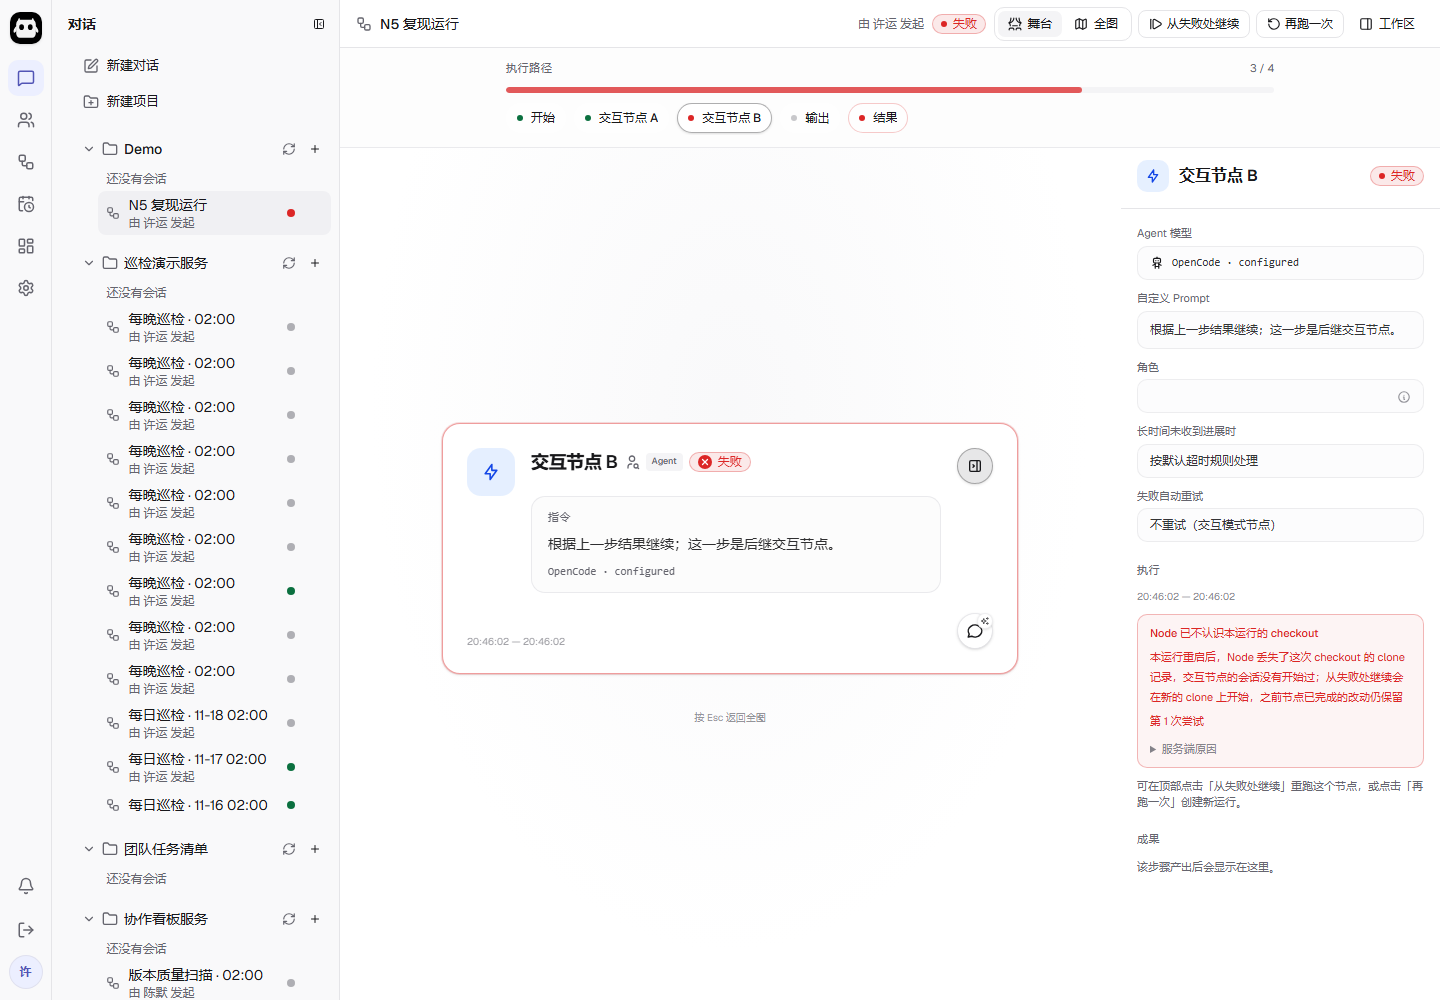 对话
新建对话
新建项目
Demo
还没有会话
N5 复现运行
由 许运 发起
巡检演示服务
还没有会话
每晚巡检 · 02:00
由 许运 发起
每晚巡检 · 02:00
由 许运 发起
每晚巡检 · 02:00
由 许运 发起
每晚巡检 · 02:00
由 许运 发起
每晚巡检 · 02:00
由 许运 发起
每晚巡检 · 02:00
由 许运 发起
每晚巡检 · 02:00
由 许运 发起
每晚巡检 · 02:00
由 许运 发起
每晚巡检 · 02:00
由 许运 发起
每日巡检 · 11-18 02:00
由 许运 发起
每日巡检 · 11-17 02:00
由 许运 发起
每日巡检 · 11-16 02:00
团队任务清单
还没有会话
协作看板服务
还没有会话
版本质量扫描 · 02:00
由 陈默 发起
许
N5 复现运行
由 许运 发起
失败
舞台
全图
从失败处继续
再跑一次
工作区
执行路径
3 / 4
开始
交互节点 A
交互节点 B
输出
结果
交互节点 B
Agent
失败
指令
根据上一步结果继续；这一步是后继交互节点。
OpenCode · configured
20:46:02 — 20:46:02
按 Esc 返回全图
交互节点 B
失败
Agent 模型
OpenCode · configured
自定义 Prompt
根据上一步结果继续；这一步是后继交互节点。
角色
长时间未收到进展时
按默认超时规则处理
失败自动重试
不重试（交互模式节点）
执行
20:46:02 — 20:46:02
Node 已不认识本运行的 checkout
本运行重启后，Node 丢失了这次 checkout 的 clone
记录，交互节点的会话没有开始过；从失败处继续会
在新的 clone 上开始，之前节点已完成的改动仍保留
第 1 次尝试
服务端原因
可在顶部点击「从失败处继续」重跑这个节点，或点击「再
跑一次」创建新运行。
成果
该步骤产出后会显示在这里。